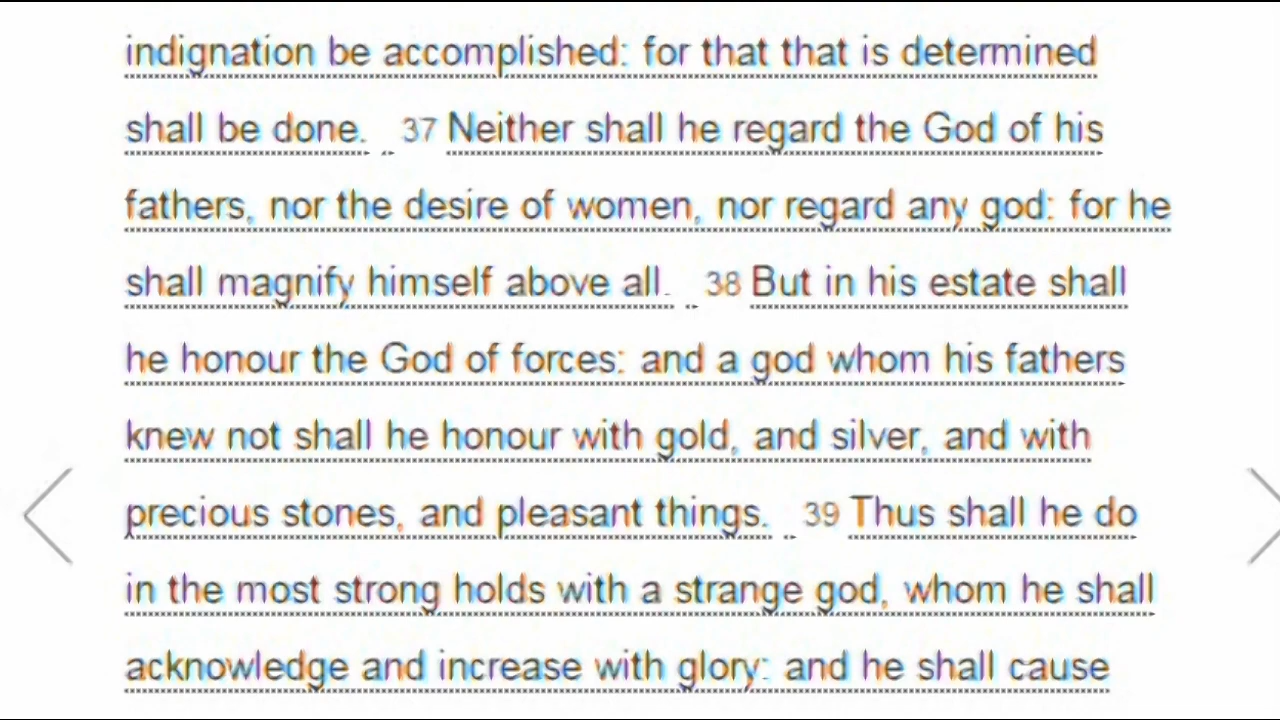 indignation be accomplished: for that that is determined
shall be done. 37 Neither shall he regard the God of his
fathers, nor the desire of women, nor regard any god: for he
shall magnify himself above all. 38 But in his estate shall
he honour the God of forces: and a god whom his fathers
knew not shall he honour with gold, and silver, and with
precious stones, and pleasant things. 39 Thus shall he do
in the most strong holds with a strange god, whom he shall
acknowledge and increase with glory: and he shall cause